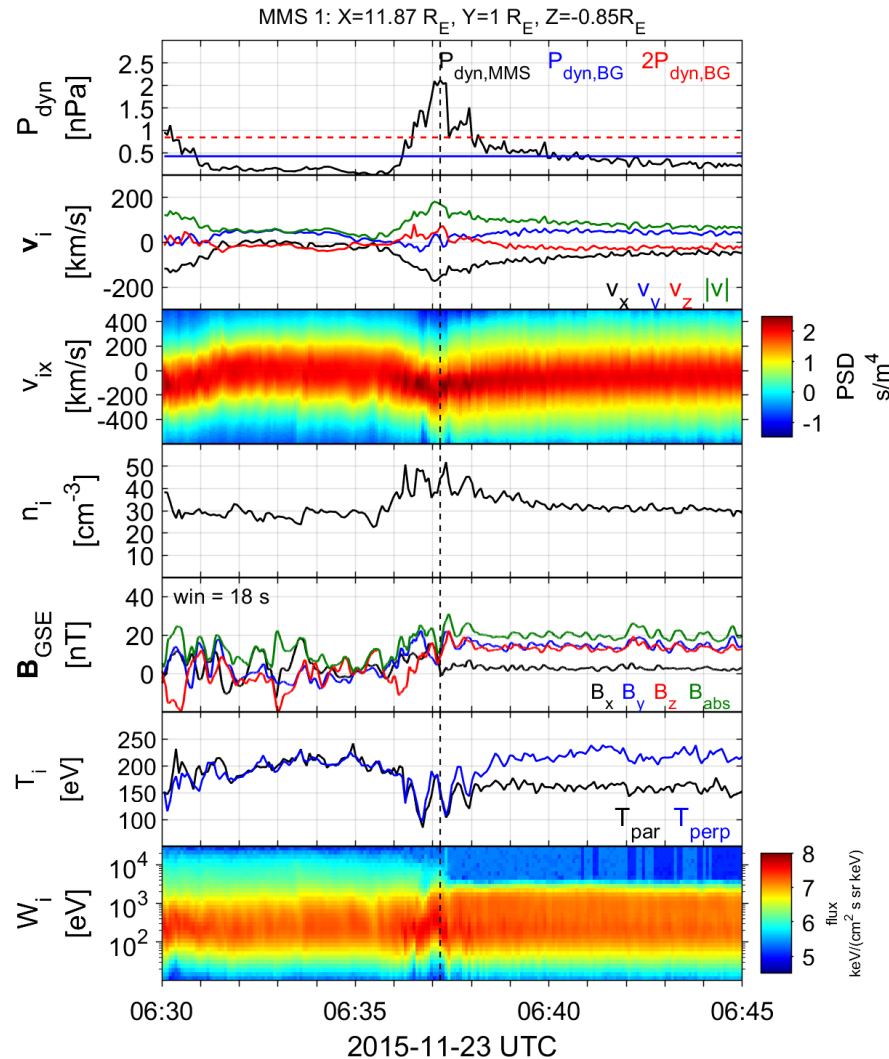 MMS 1: X=11.87 R_E, Y=1 R_E, Z=-0.85R_E
P_dyn [nPa]
2.5
2
1.5
1
0.5
P_dyn,MMS P_dyn,BG 2P_dyn,BG
v_i [km/s]
200
0
-200
v_x v_y v_z |v|
v_ix [km/s]
400
200
0
-200
-400
2
1
0
-1
PSD s/m^4
n_i [cm^-3]
50
40
30
20
10
B_GSE [nT]
40
20
0
win = 18 s
B_x B_y B_z B_abs
T_i [eV]
250
200
150
100
T_par T_perp
W_i [eV]
10^4
10^3
10^2
8
7
6
5
flux keV/(cm^2 s sr keV)
06:30 06:35 06:40 06:45
2015-11-23 UTC